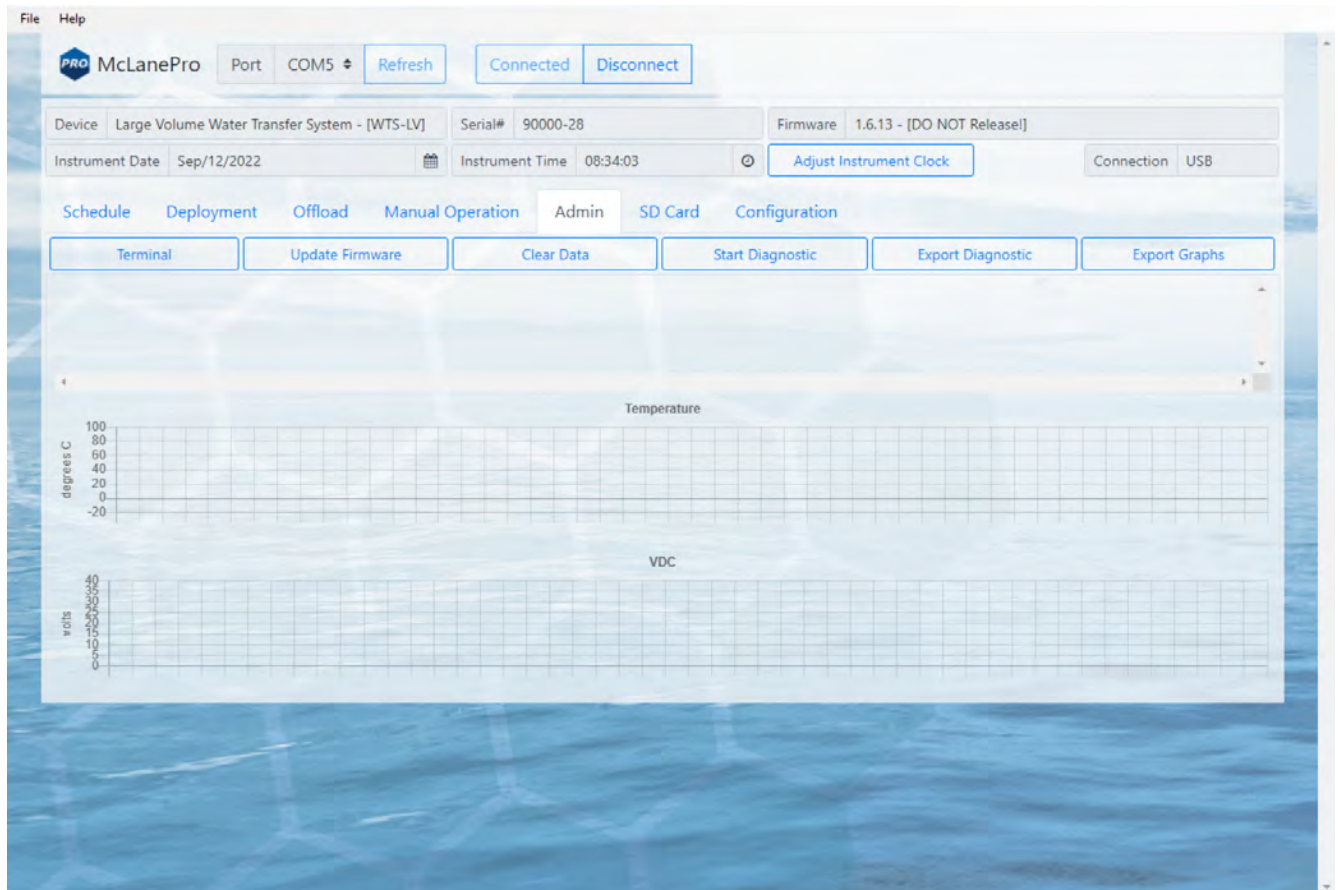 File Help
PRO McLanePro Port COM5 Refresh Connected Disconnect
Device Large Volume Water Transfer System - [WTS-LV] Serial# 90000-28 Firmware 1.6.13 - [DO NOT Release!]
Instrument Date Sep/12/2022 Instrument Time 08:34:03 Adjust Instrument Clock Connection USB
Schedule Deployment Offload Manual Operation Admin SD Card Configuration
Terminal Update Firmware Clear Data Start Diagnostic Export Diagnostic Export Graphs
Temperature
degrees C
100
80
60
40
20
0
-20
VDC
volts
40
35
30
25
20
15
10
5
0